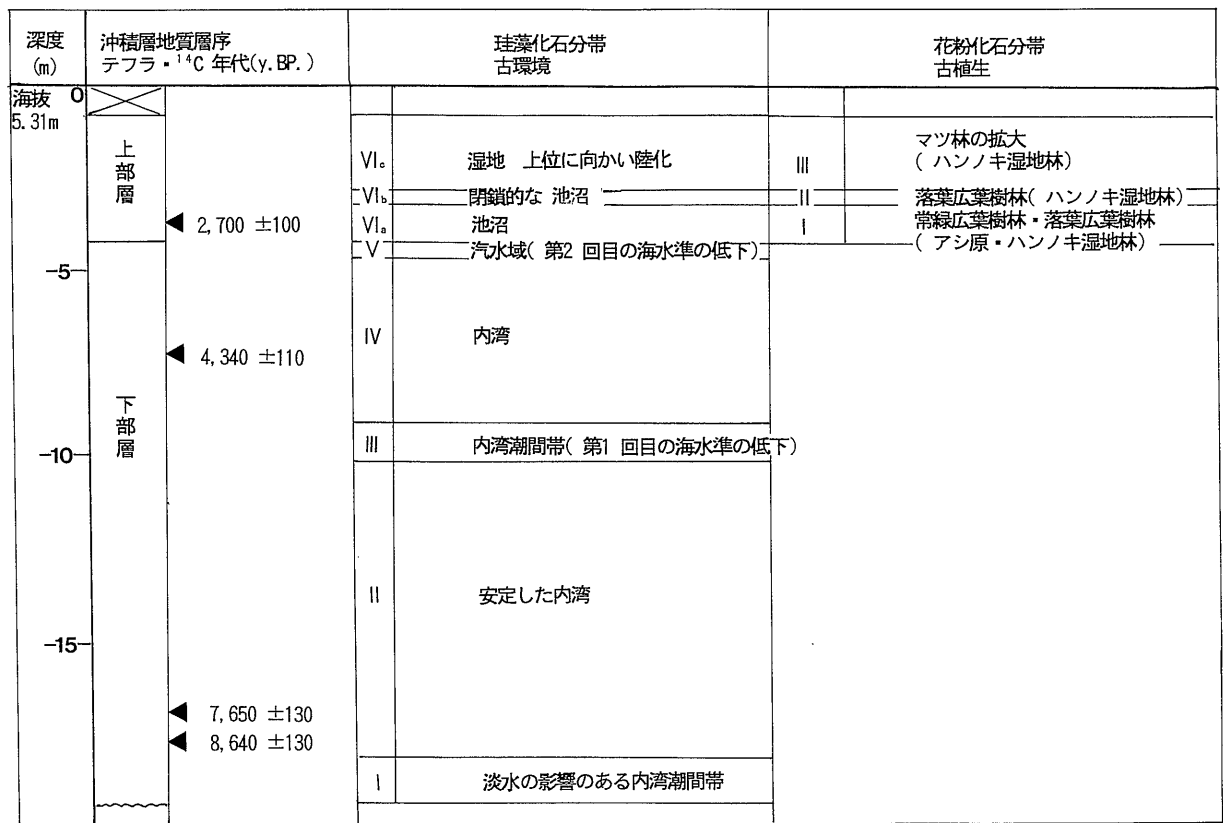 深度
(m)
沖積層地質層序
テフラ・¹⁴C 年代(y.BP.)
珪藻化石分帯
古環境
花粉化石分帯
古植生
海抜 0
5.31m
上部層
VIc 湿地 上位に向かい陸化
III
マツ林の拡大
(ハンノキ湿地林)
VIb 閉鎖的な 池沼
II 落葉広葉樹林(ハンノキ湿地林)
2,700 ±100
VIa 池沼
I 常緑広葉樹林・落葉広葉樹林
(アシ原・ハンノキ湿地林)
V 汽水域(第2 回目の海水準の低下)
-5
IV 内湾
4,340 ±110
下部層
III 内湾潮間帯(第1 回目の海水準の低下)
-10
II 安定した内湾
-15
7,650 ±130
8,640 ±130
I 淡水の影響のある内湾潮間帯